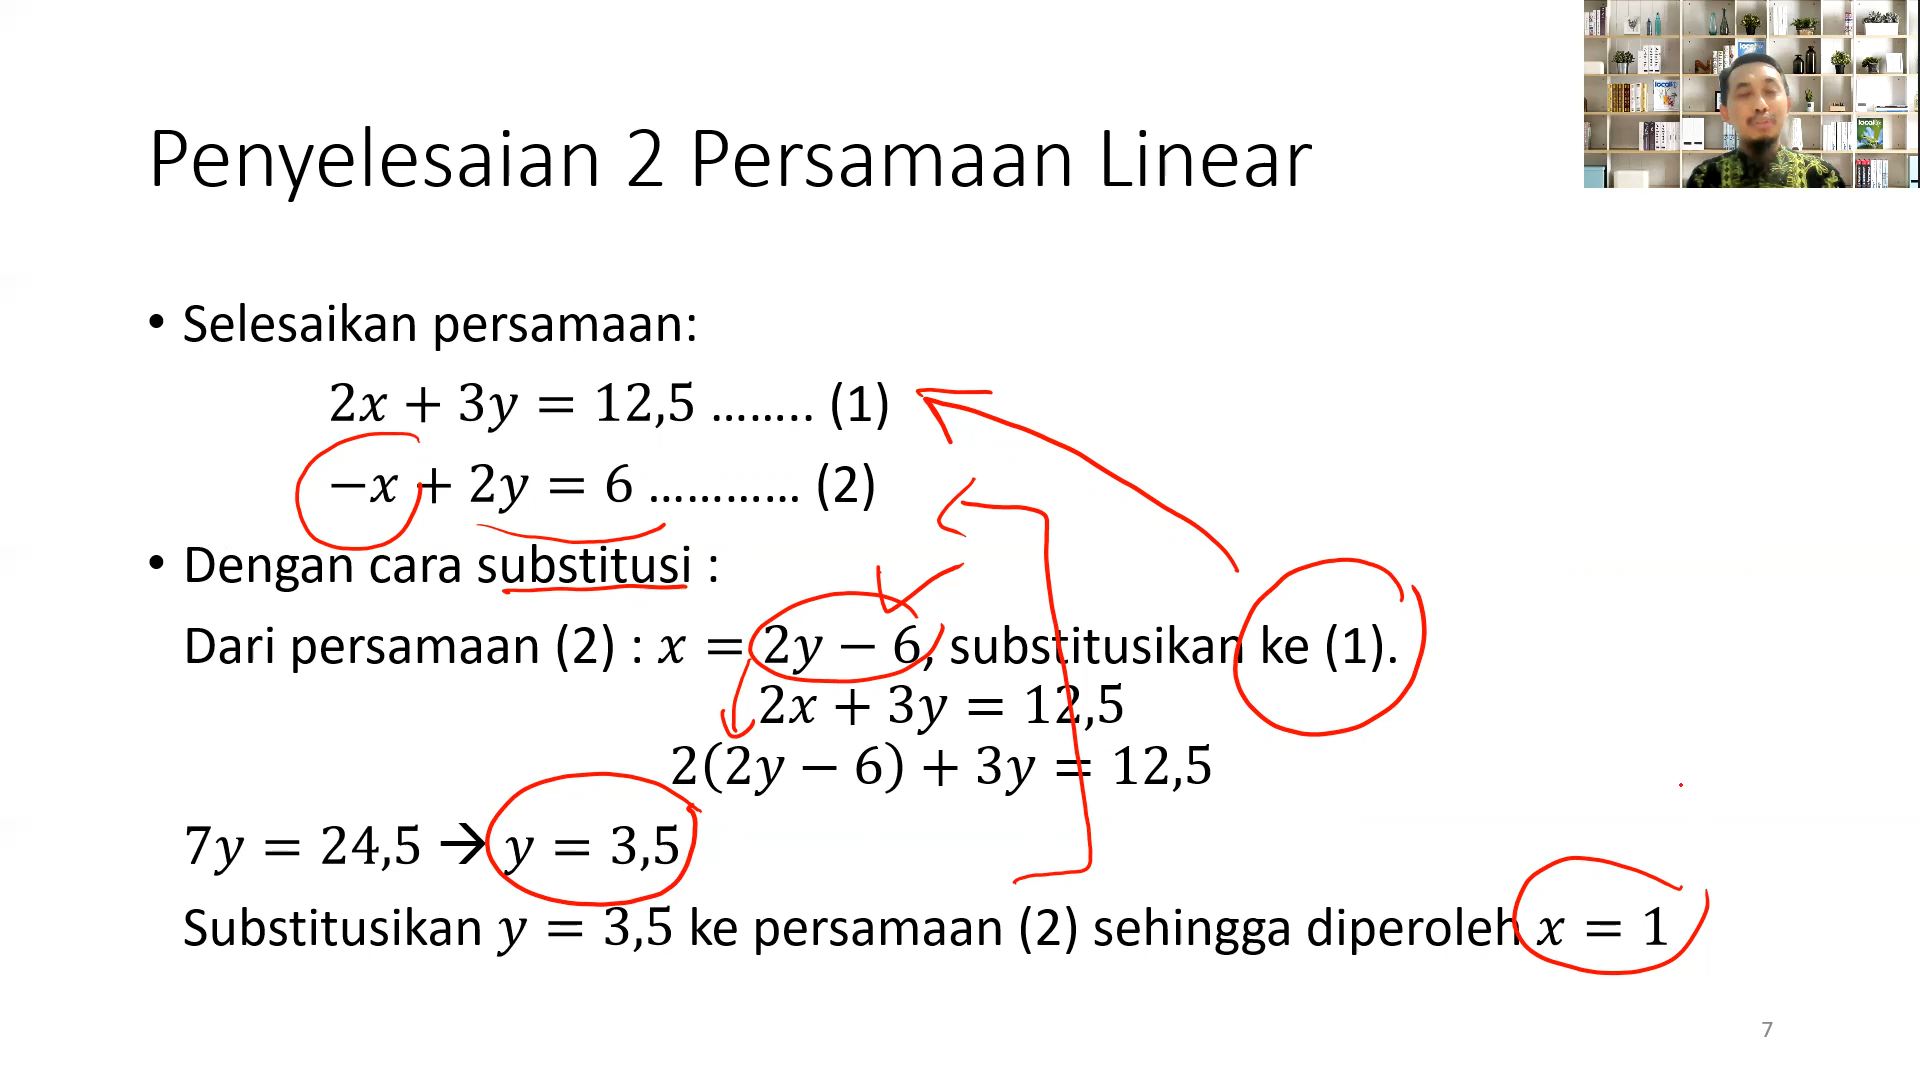 Penyelesaian 2 Persamaan Linear
• Selesaikan persamaan:
2x + 3y = 12,5 …….. (1)
−x + 2y = 6 ………… (2)
• Dengan cara substitusi :
Dari persamaan (2) : x = 2y − 6, substitusikan ke (1).
2x + 3y = 12,5
2(2y − 6) + 3y = 12,5
7y = 24,5 → y = 3,5
Substitusikan y = 3,5 ke persamaan (2) sehingga diperoleh x = 1
7